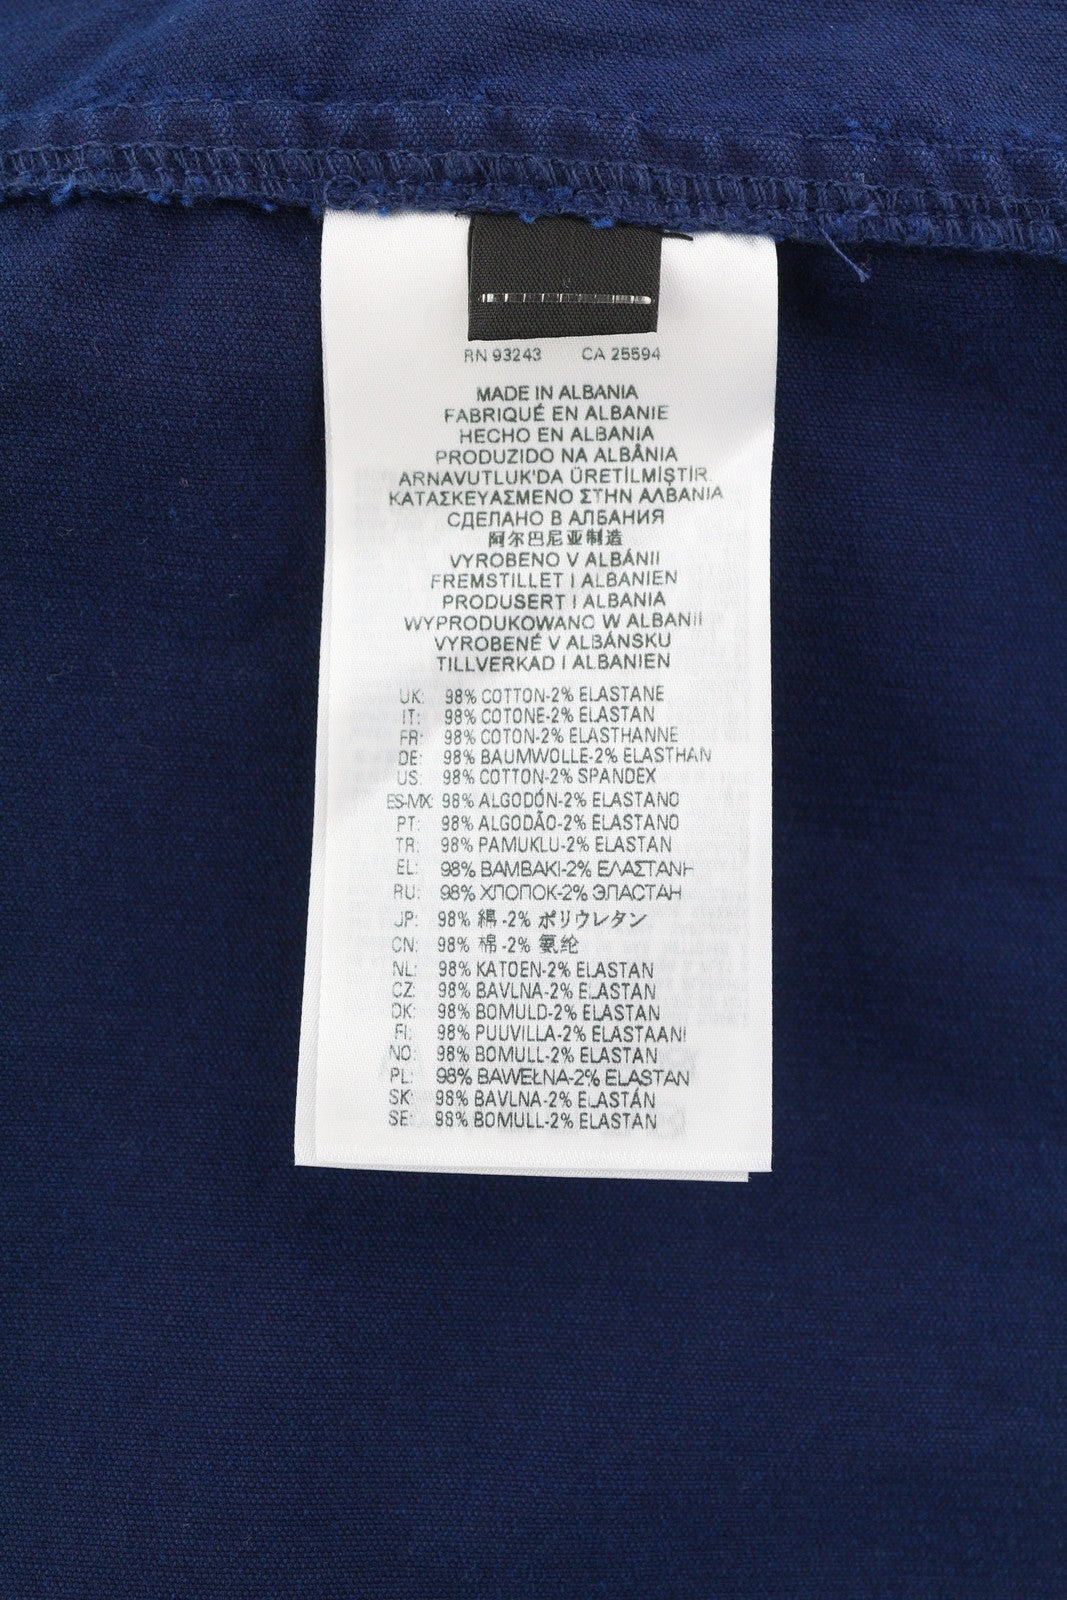 RN 93243 CA 25594
MADE IN ALBANIA
FABRIQUÉ EN ALBANIE
HECHO EN ALBANIA
PRODUZIDO NA ALBÂNIA
ARNAVUTLUK'DA ÜRETİLMİŞTİR
ΚΑΤΑΣΚΕΥΑΣΜΕΝΟ ΣΤΗΝ ΑΛΒΑΝΙΑ
СДЕЛАНО В АЛБАНИЯ
阿尔巴尼亚制造
VYROBENO V ALBÁNII
FREMSTILLET I ALBANIEN
PRODUSERT I ALBANIA
WYPRODUKOWANO W ALBANII
VYROBENÉ V ALBÁNSKU
TILLVERKAD I ALBANIEN
UK: 98% COTTON-2% ELASTANE
IT: 98% COTONE-2% ELASTAN
FR: 98% COTON-2% ELASTHANNE
DE: 98% BAUMWOLLE-2% ELASTHAN
US: 98% COTTON-2% SPANDEX
ES-MX: 98% ALGODÓN-2% ELASTANO
PT: 98% ALGODÃO-2% ELASTANO
TR: 98% PAMUKLU-2% ELASTAN
EL: 98% ΒΑΜΒΑΚΙ-2% ΕΛΑΣΤΑΝΗ
RU: 98% ХЛОПОК-2% ЭЛАСТАН
JP: 98% 綿-2% ポリウレタン
CN: 98% 棉-2% 氨纶
NL: 98% KATOEN-2% ELASTAN
CZ: 98% BAVLNA-2% ELASTAN
DK: 98% BOMULD-2% ELASTAN
FI: 98% PUUVILLA-2% ELASTAANI
NO: 98% BOMULL-2% ELASTAN
PL: 98% BAWEŁNA-2% ELASTAN
SK: 98% BAVLNA-2% ELASTÁN
SE: 98% BOMULL-2% ELASTAN